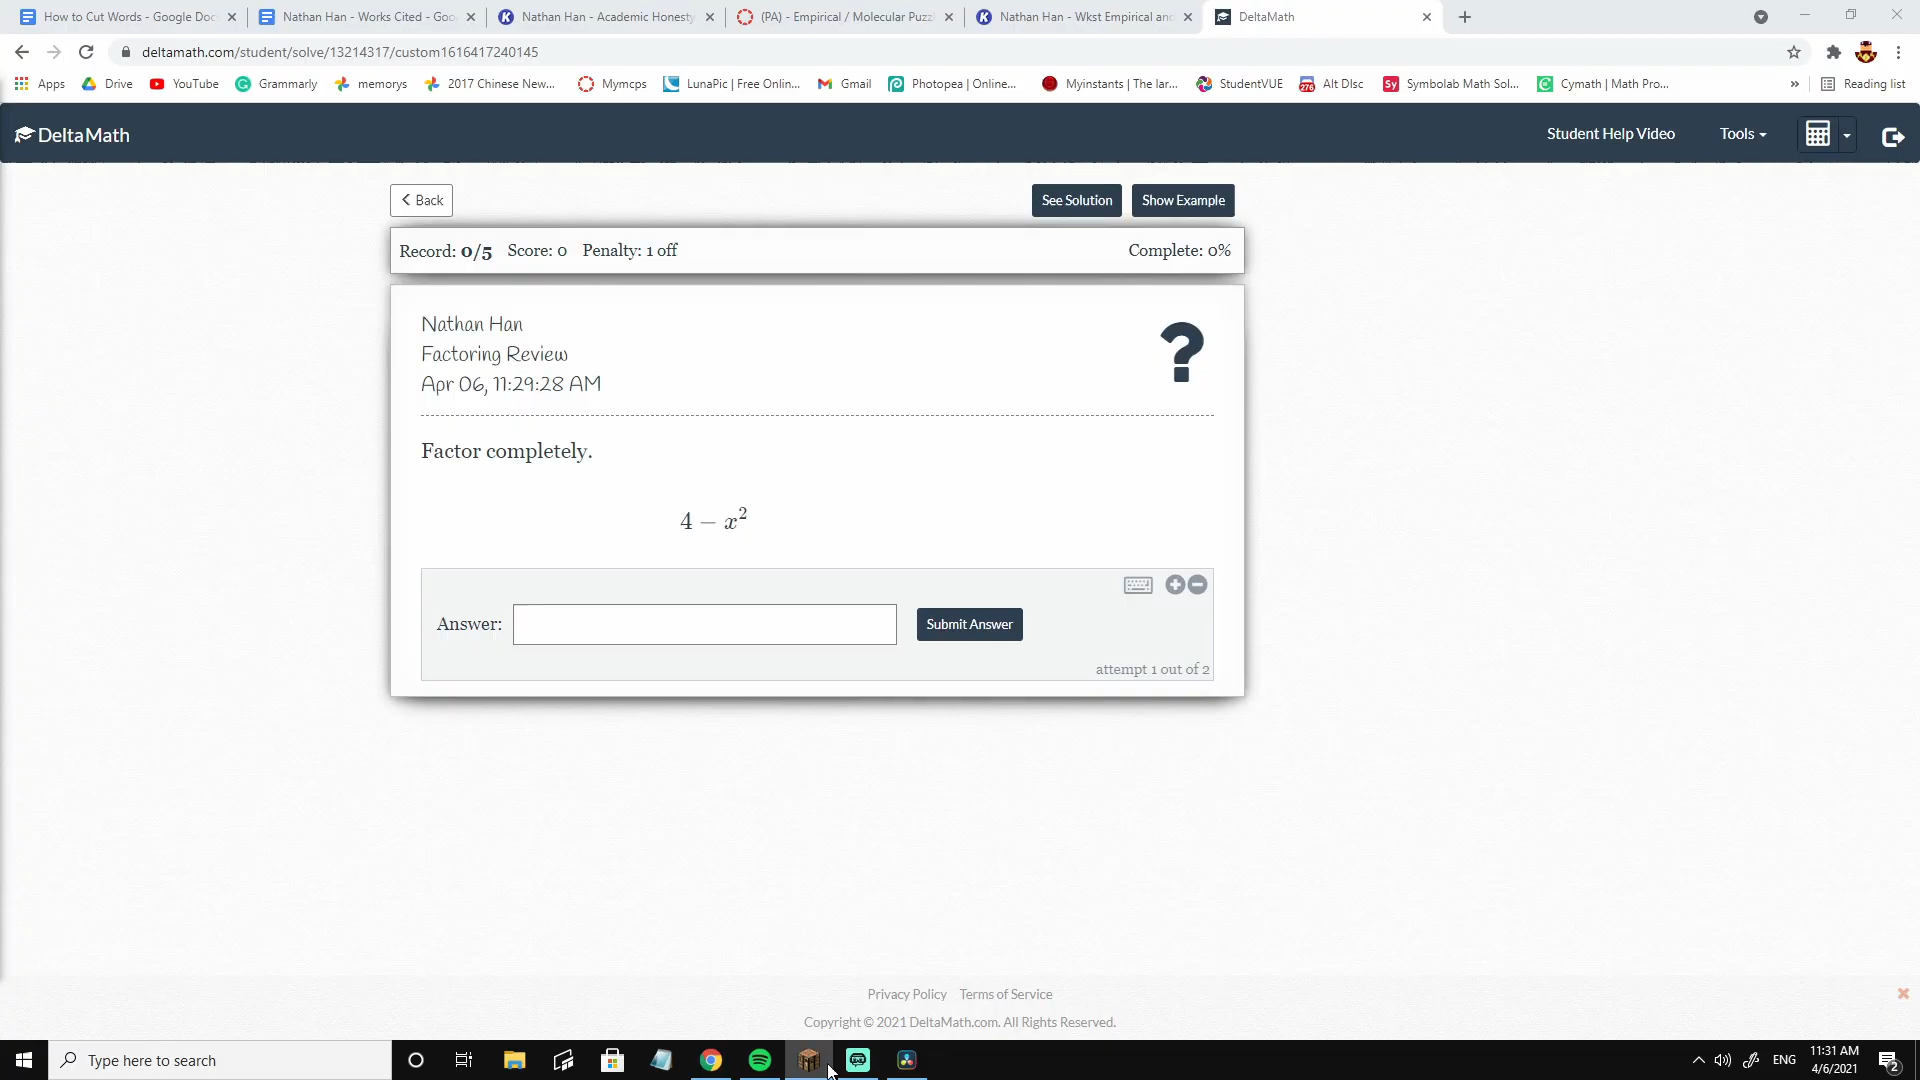 How to Cut Words - Google Doc
Nathan Han - Works Cited - Goo
Nathan Han - Academic Honesty
(PA) - Empirical / Molecular Puzz
Nathan Han - Wkst Empirical and
DeltaMath
deltamath.com/student/solve/13214317/custom1616417240145
Apps
Drive
YouTube
Grammarly
memorys
2017 Chinese New...
Mymcps
LunaPic | Free Onlin...
Gmail
Photopea | Online...
Myinstants | The lar...
StudentVUE
276
Alt DIsc
Sy
Symbolab Math Sol...
Cymath | Math Pro...
»
Reading list
DeltaMath
Student Help Video
Tools
Back
See Solution
Show Example
Record: 0/5 Score: 0 Penalty: 1 off
Complete: 0%
Nathan Han
Factoring Review
Apr 06, 11:29:28 AM
?
Factor completely.
4 − x²
Answer:
Submit Answer
attempt 1 out of 2
Privacy Policy Terms of Service
Copyright © 2021 DeltaMath.com. All Rights Reserved.
Type here to search
ENG
11:31 AM
4/6/2021
2